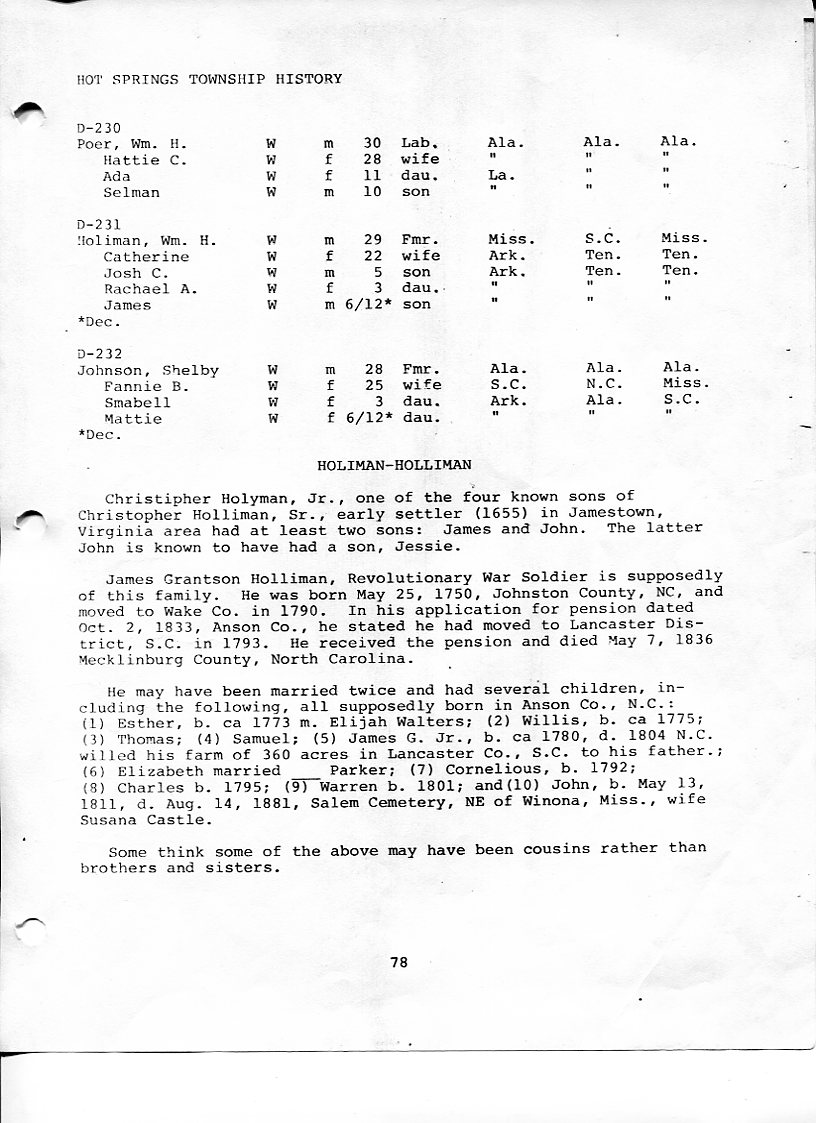 HOT SPRINGS TOWNSHIP HISTORY
D-230
Poer, Wm. H. W m 30 Lab. Ala. Ala. Ala.
Hattie C. W f 28 wife " " "
Ada W f 11 dau. La. " "
Selman W m 10 son " " "
D-231
Holiman, Wm. H. W m 29 Fmr. Miss. S.C. Miss.
Catherine W f 22 wife Ark. Ten. Ten.
Josh C. W m 5 son Ark. Ten. Ten.
Rachael A. W f 3 dau. " " "
James W m 6/12* son " " "
*Dec.
D-232
Johnson, Shelby W m 28 Fmr. Ala. Ala. Ala.
Fannie B. W f 25 wife S.C. N.C. Miss.
Smabell W f 3 dau. Ark. Ala. S.C.
Mattie W f 6/12* dau. " " "
*Dec.
HOLIMAN-HOLLIMAN
Christipher Holyman, Jr., one of the four known sons of
Christopher Holliman, Sr., early settler (1655) in Jamestown,
Virginia area had at least two sons: James and John. The latter
John is known to have had a son, Jessie.
James Grantson Holliman, Revolutionary War Soldier is supposedly
of this family. He was born May 25, 1750, Johnston County, NC, and
moved to Wake Co. in 1790. In his application for pension dated
Oct. 2, 1833, Anson Co., he stated he had moved to Lancaster Dis-
trict, S.C. in 1793. He received the pension and died May 7, 1836
Mecklinburg County, North Carolina.
He may have been married twice and had several children, in-
cluding the following, all supposedly born in Anson Co., N.C.:
(1) Esther, b. ca 1773 m. Elijah Walters; (2) Willis, b. ca 1775;
(3) Thomas; (4) Samuel; (5) James G. Jr., b. ca 1780, d. 1804 N.C.
willed his farm of 360 acres in Lancaster Co., S.C. to his father.;
(6) Elizabeth married ___ Parker; (7) Cornelious, b. 1792;
(8) Charles b. 1795; (9) Warren b. 1801; and(10) John, b. May 13,
1811, d. Aug. 14, 1881, Salem Cemetery, NE of Winona, Miss., wife
Susana Castle.
Some think some of the above may have been cousins rather than
brothers and sisters.
78